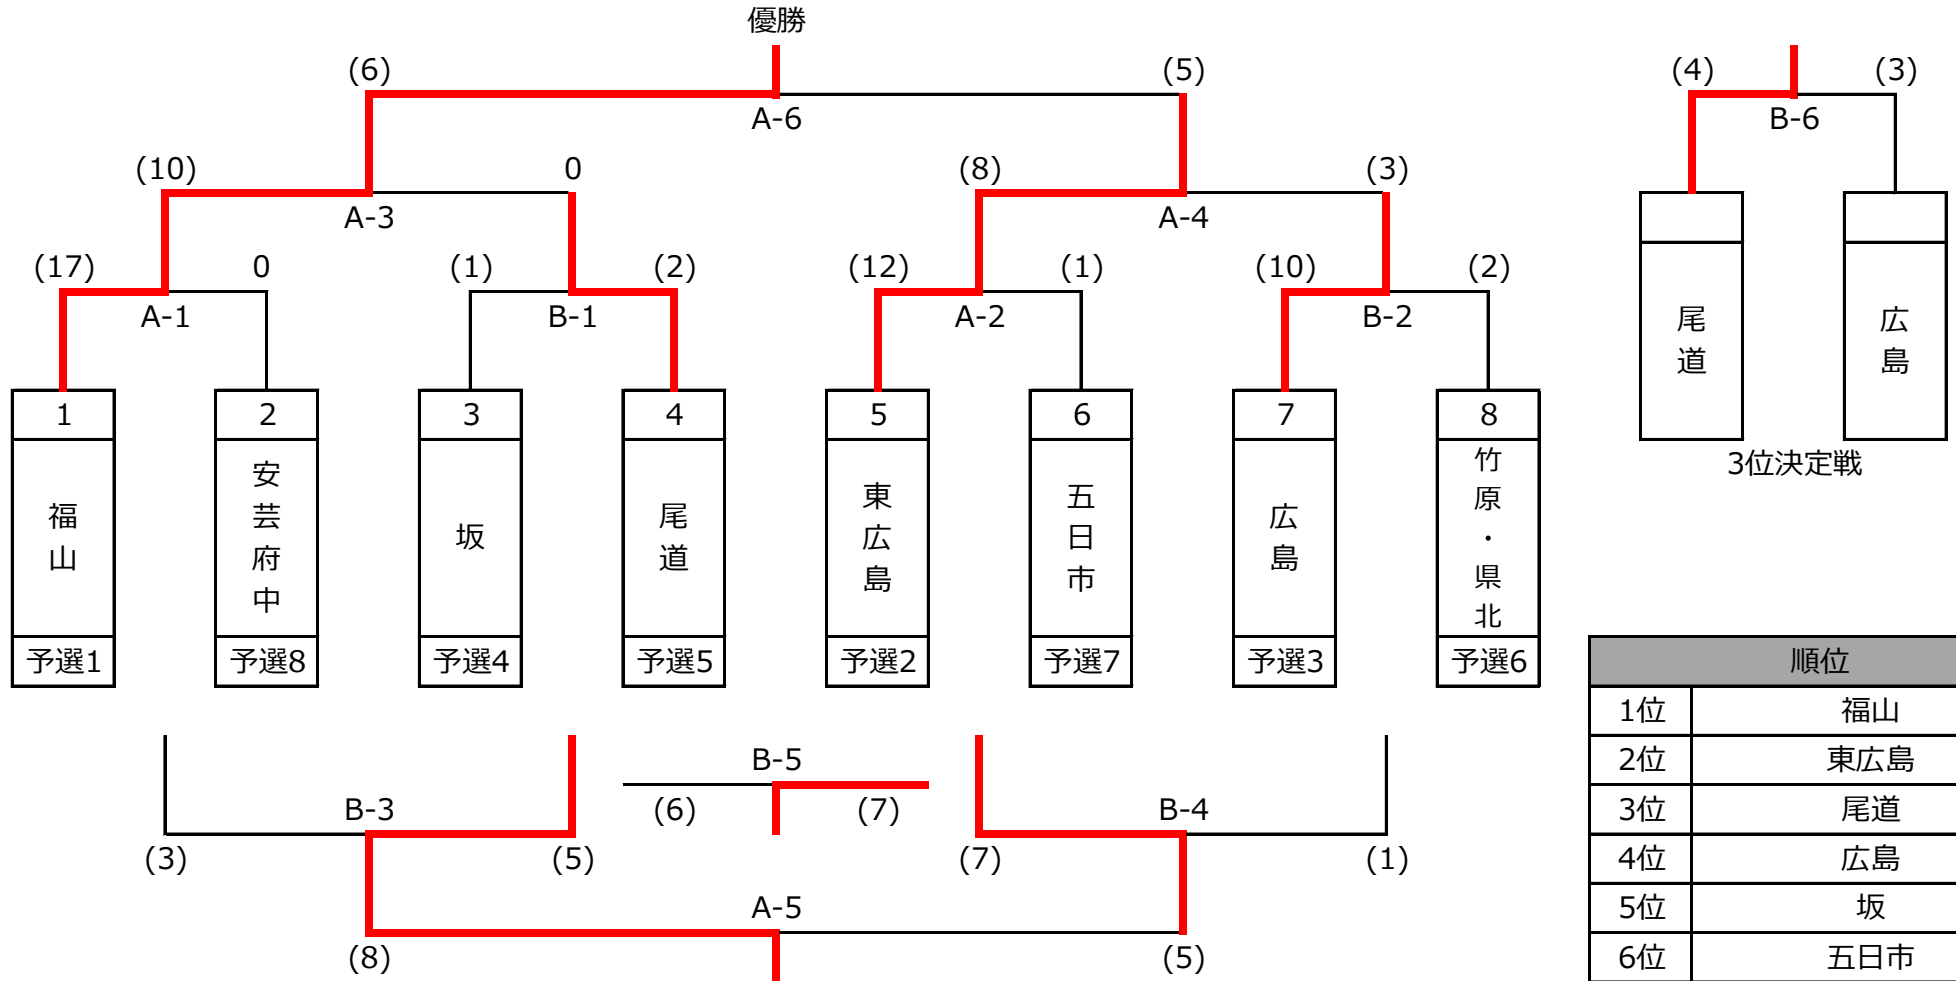 優勝
(6) (5) (4) (3)
A-6 B-6
(10) 0 (8) (3)
A-3 A-4
(17) 0 (1) (2) (12) (1) (10) (2)
A-1 B-1 A-2 B-2
尾道 広島
3位決定戦
1 2 3 4 5 6 7 8
福山 安芸府中 坂 尾道 東広島 五日市 広島 竹原・県北
予選1 予選8 予選4 予選5 予選2 予選7 予選3 予選6
B-5
B-3 (6) (7) B-4
(3) (5) (7) (1)
A-5
(8) (5)
順位
1位 福山
2位 東広島
3位 尾道
4位 広島
5位 坂
6位 五日市